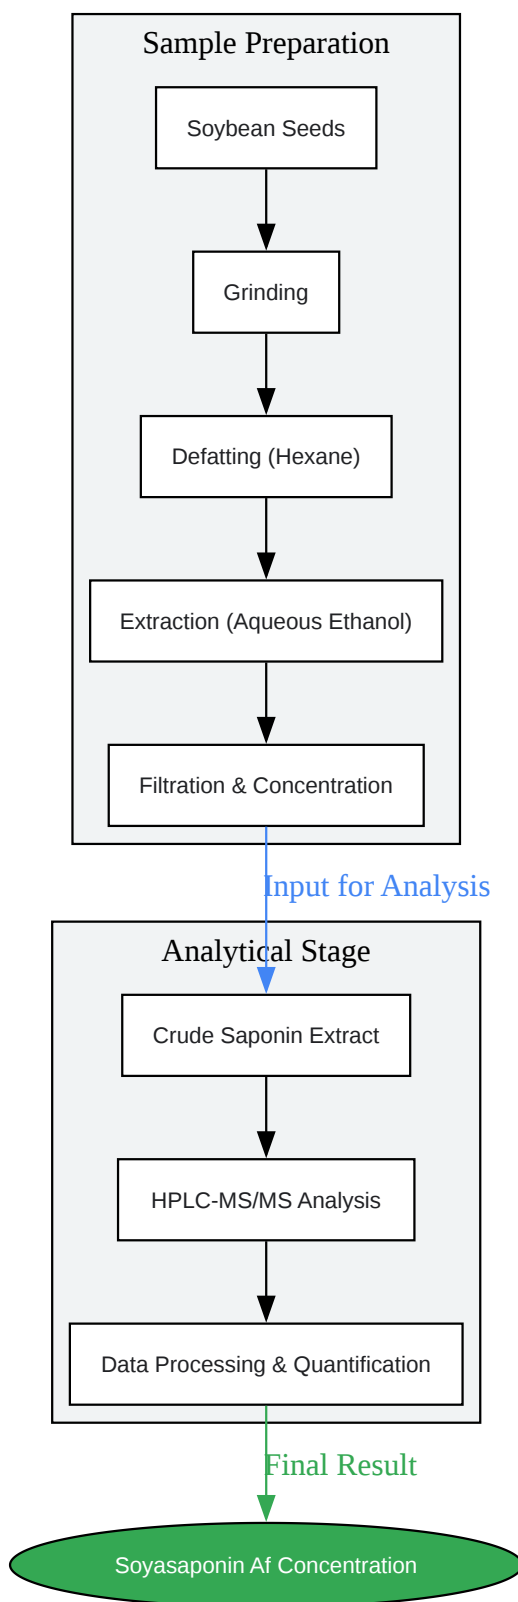 Sample Preparation
Soybean Seeds
Grinding
Defatting (Hexane)
Extraction (Aqueous Ethanol)
Filtration & Concentration
Input for Analysis
Analytical Stage
Crude Saponin Extract
HPLC-MS/MS Analysis
Data Processing & Quantification
Final Result
Soyasaponin Af Concentration